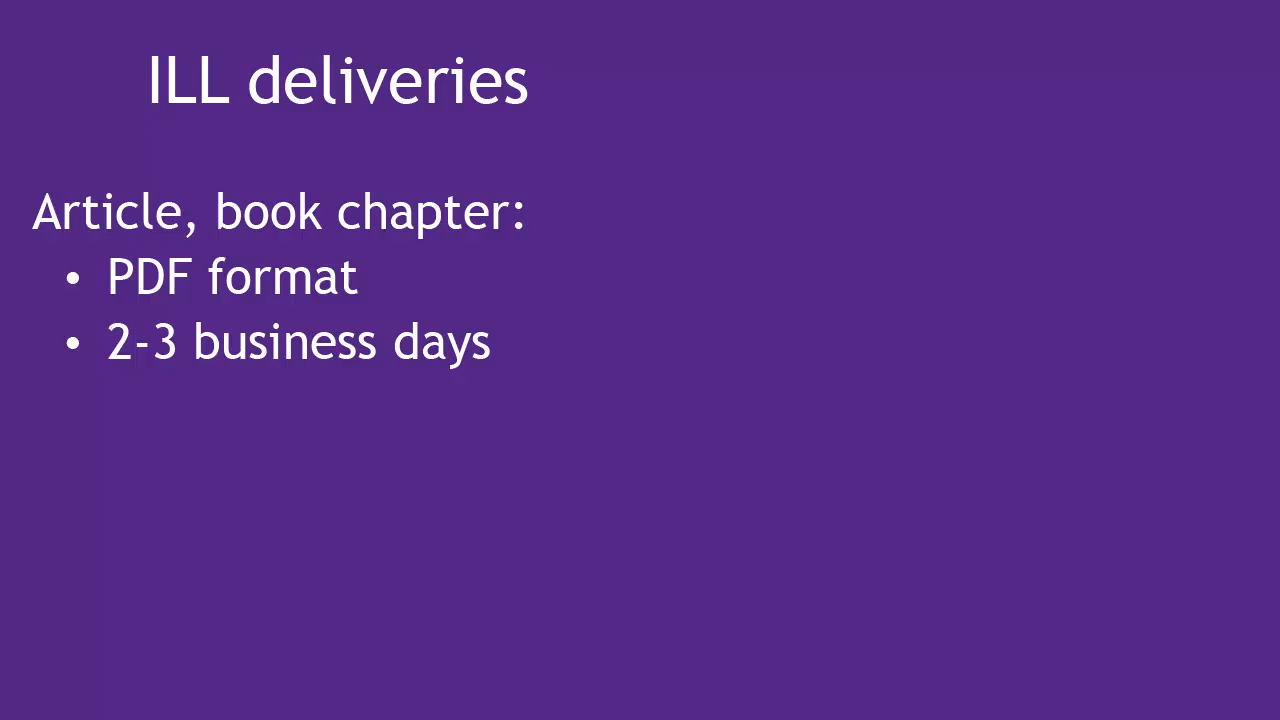 ILL deliveries
Article, book chapter:
• PDF format
• 2-3 business days